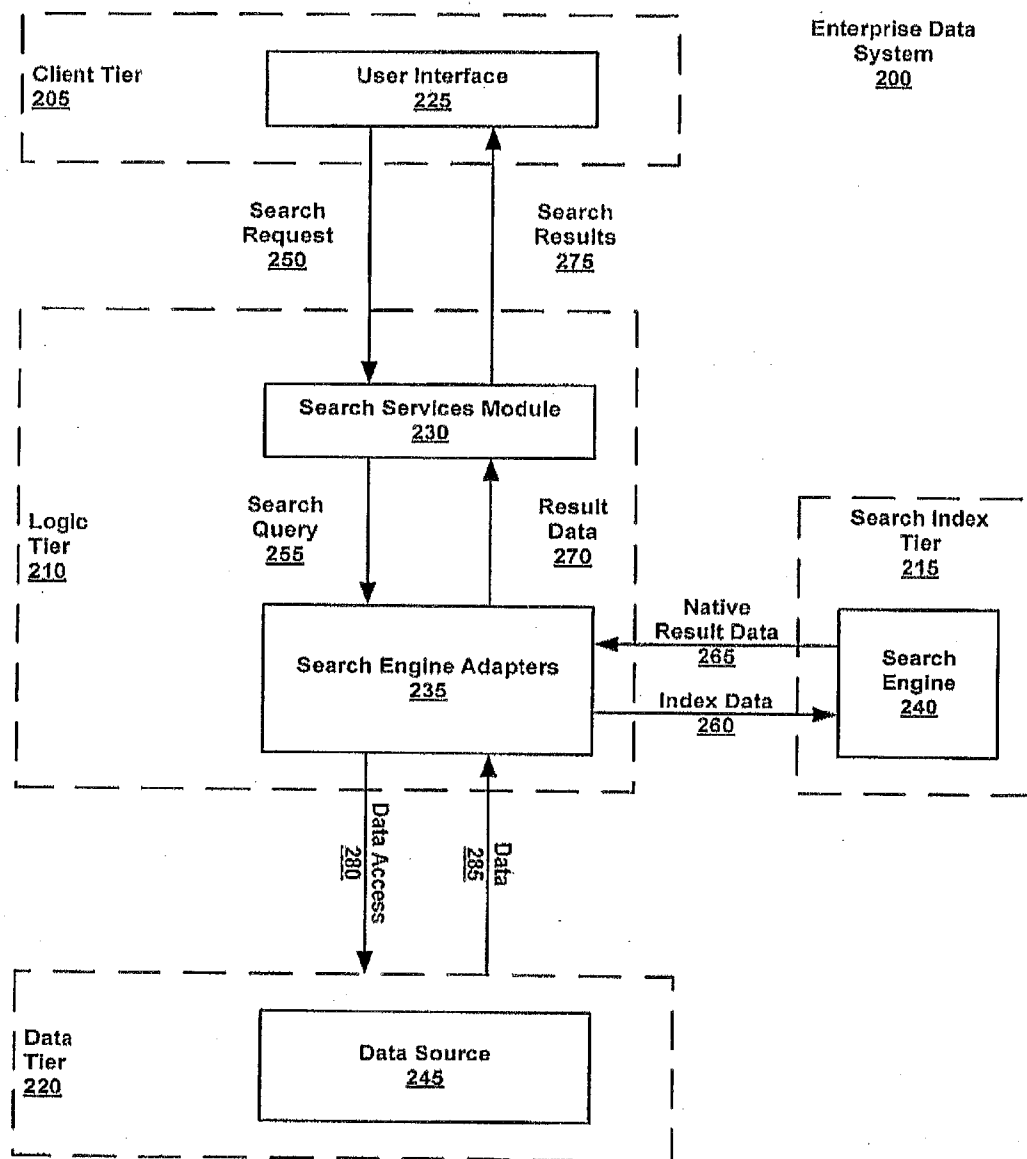 Enterprise Data
System
200
Client Tier
205
User Interface
225
Search
Request
250
Search
Results
275
Search Services Module
230
Logic
Tier
210
Search
Query
255
Result
Data
270
Search Index
Tier
215
Search Engine Adapters
235
Native
Result Data
265
Index Data
260
Search
Engine
240
Data Access
280
Data
285
Data
Tier
220
Data Source
245